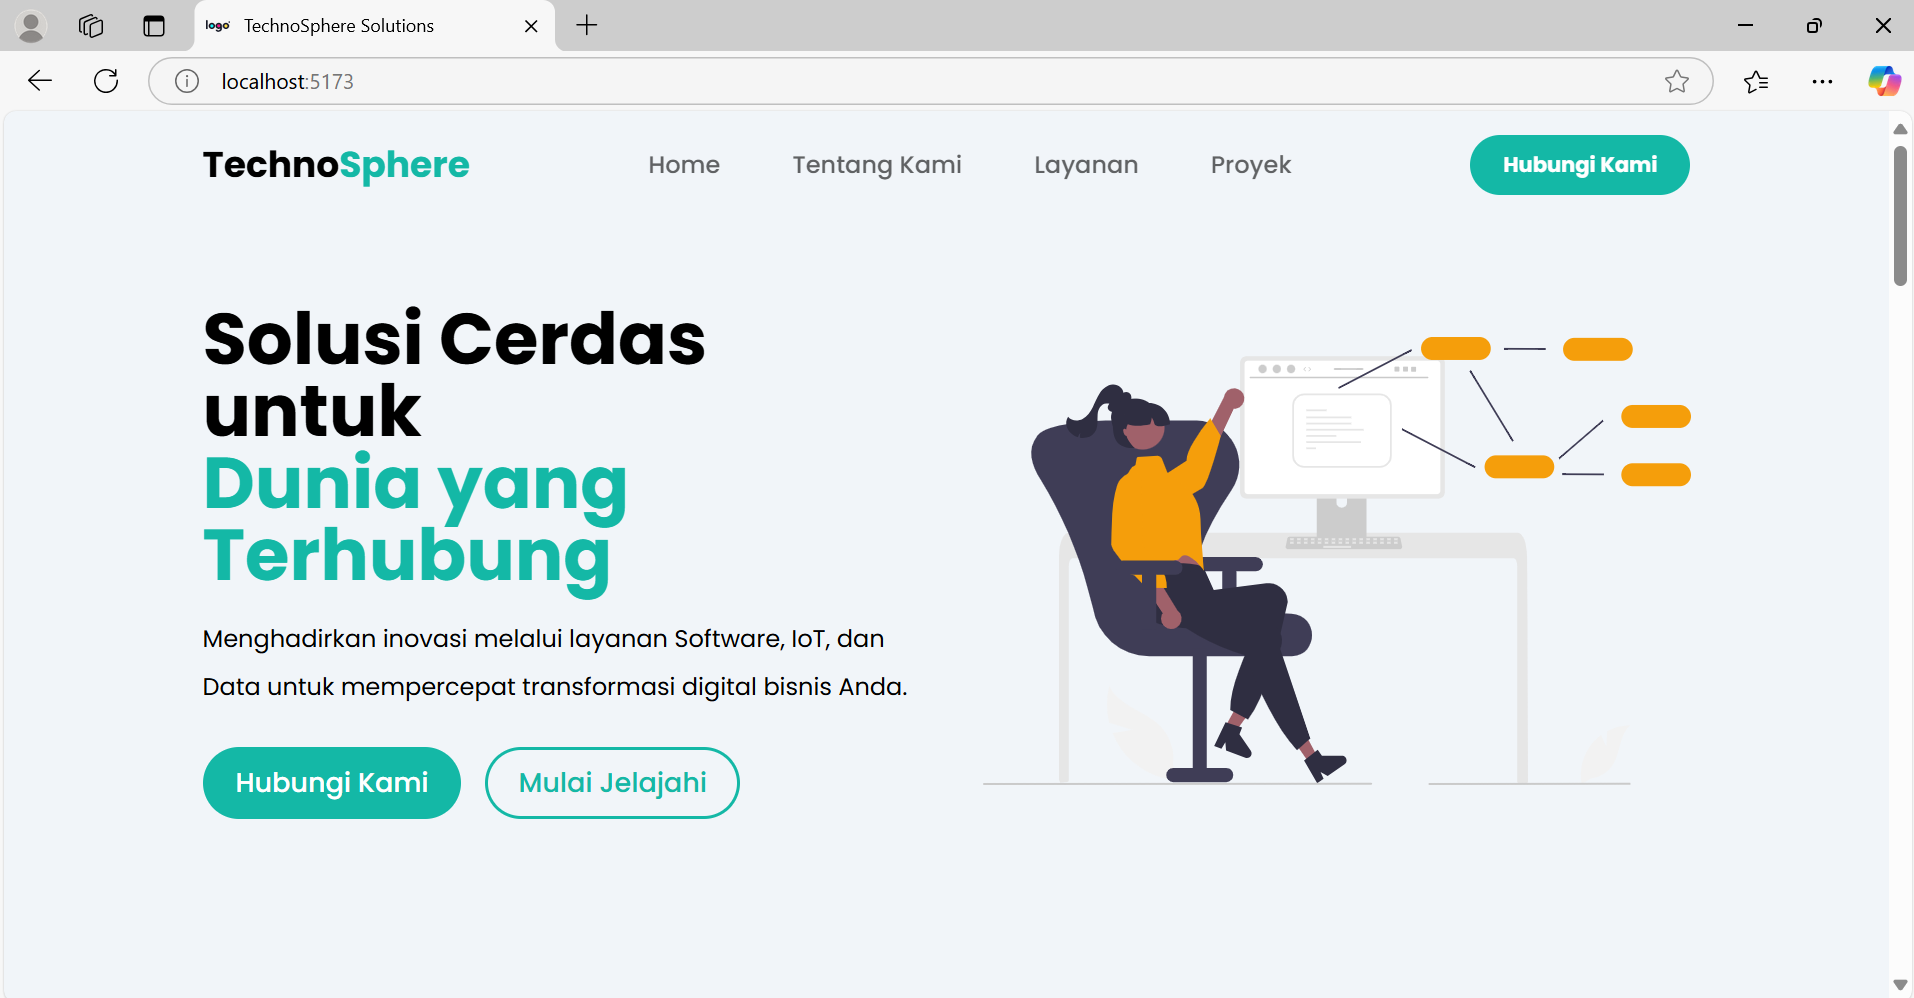 logo TechnoSphere Solutions
localhost:5173
TechnoSphere Home Tentang Kami Layanan Proyek Hubungi Kami
Solusi Cerdas
untuk
Dunia yang
Terhubung
Menghadirkan inovasi melalui layanan Software, IoT, dan
Data untuk mempercepat transformasi digital bisnis Anda.
Hubungi Kami Mulai Jelajahi